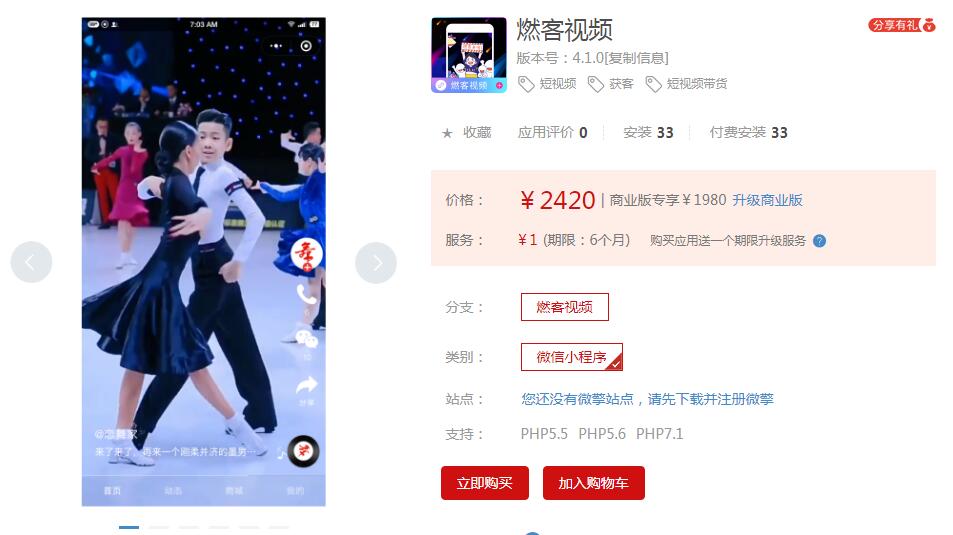 7:03 AM
77
@恋舞家
来了来了，再来一个刚柔并济的墨男…
10
分享
首页
动态
商城
我的
燃客视频
燃客视频
分享有礼
版本号：4.1.0[复制信息]
短视频
获客
短视频带货
★ 收藏
应用评价 0
安装 33
付费安装 33
价格：
¥ 2420 | 商业版专享¥1980 升级商业版
服务：
¥1 (期限：6个月) 购买应用送一个期限升级服务 ?
分支：
燃客视频
类别：
微信小程序
站点：
您还没有微擎站点，请先下载并注册微擎
支持：
PHP5.5 PHP5.6 PHP7.1
立即购买
加入购物车